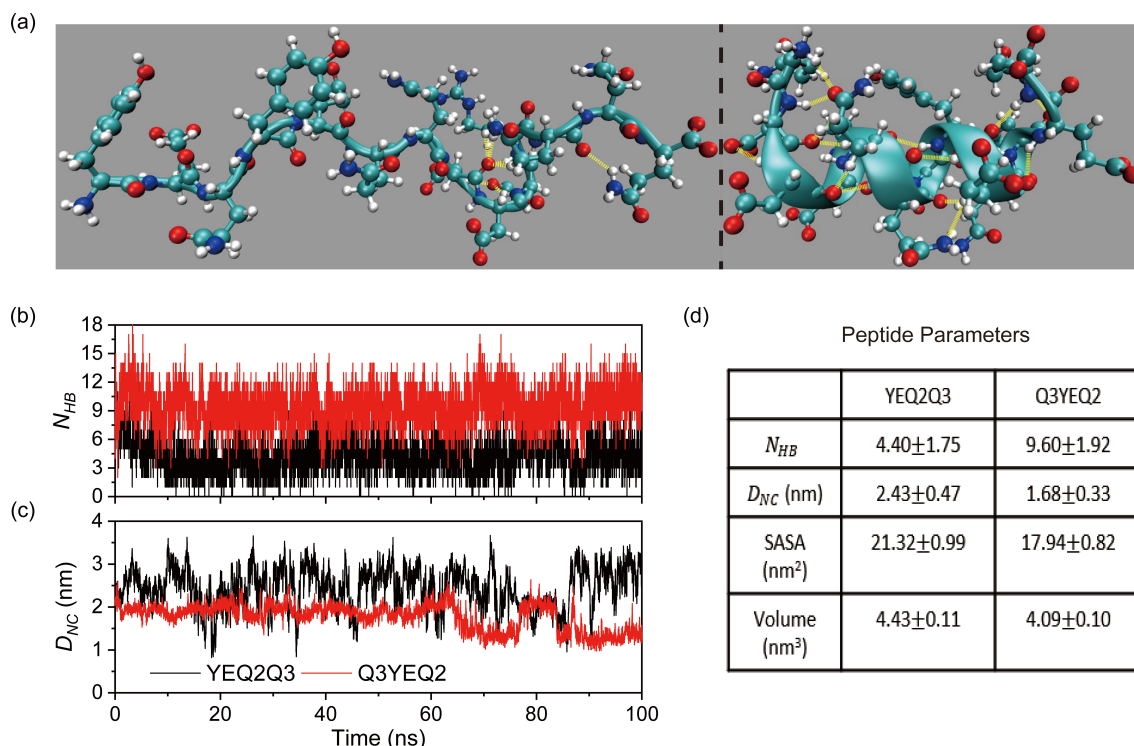 (a)
(b)
18
15
12
9
6
3
0
N_HB
(c)
4
3
2
1
0
D_NC (nm)
YEQ2Q3
Q3YEQ2
0 20 40 60 80 100
Time (ns)
(d)
Peptide Parameters
YEQ2Q3 Q3YEQ2
N_HB 4.40±1.75 9.60±1.92
D_NC (nm) 2.43±0.47 1.68±0.33
SASA 21.32±0.99 17.94±0.82
(nm²)
Volume 4.43±0.11 4.09±0.10
(nm³)